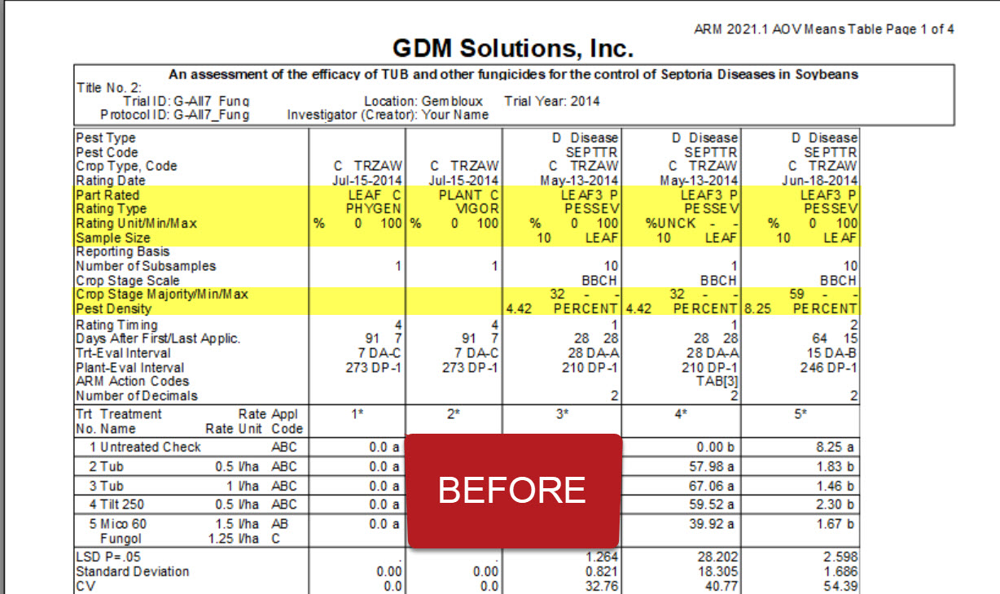 ARM 2021.1 AOV Means Table Page 1 of 4
GDM Solutions, Inc.
An assessment of the efficacy of TUB and other fungicides for the control of Septoria Diseases in Soybeans
Title No. 2:
Trial ID: G-All7_Fung Location: Gembloux Trial Year: 2014
Protocol ID: G-All7_Fung Investigator (Creator): Your Name
Pest Type D Disease D Disease D Disease
Pest Code SEPTTR SEPTTR SEPTTR
Crop Type, Code C TRZAW C TRZAW C TRZAW C TRZAW C TRZAW
Rating Date Jul-15-2014 Jul-15-2014 May-13-2014 May-13-2014 Jun-18-2014
Part Rated LEAF C PLANT C LEAF3 P LEAF3 P LEAF3 P
Rating Type PHYGEN VIGOR PESSEV PESSEV PESSEV
Rating Unit/Min/Max % 0 100 % 0 100 % 0 100 %UNCK - - % 0 100
Sample Size 10 LEAF 10 LEAF 10 LEAF
Reporting Basis
Number of Subsamples 1 1 10 1 10
Crop Stage Scale BBCH BBCH BBCH
Crop Stage Majority/Min/Max 32 - - 32 - - 59 - -
Pest Density 4.42 PERCENT 4.42 PERCENT 8.25 PERCENT
Rating Timing 4 4 1 1 2
Days After First/Last Applic. 91 7 91 7 28 28 28 28 64 15
Trt-Eval Interval 7 DA-C 7 DA-C 28 DA-A 28 DA-A 15 DA-B
Plant-Eval Interval 273 DP-1 273 DP-1 210 DP-1 210 DP-1 246 DP-1
ARM Action Codes TAB[3]
Number of Decimals 2 2 2
Trt Treatment Rate Appl 1* 2* 3* 4* 5*
No. Name Rate Unit Code
1 Untreated Check ABC 0.0 a 0.00 b 8.25 a
2 Tub 0.5 l/ha ABC 0.0 a 57.98 a 1.83 b
3 Tub 1 l/ha ABC 0.0 a 67.06 a 1.46 b
BEFORE
4 Tilt 250 0.5 l/ha ABC 0.0 a 59.52 a 2.30 b
5 Mico 60 1.5 l/ha AB 0.0 a 39.92 a 1.67 b
Fungol 1.25 l/ha C
LSD P=.05 . . 1.264 28.202 2.598
Standard Deviation 0.00 0.00 0.821 18.305 1.686
CV 0.0 0.0 32.76 40.77 54.39